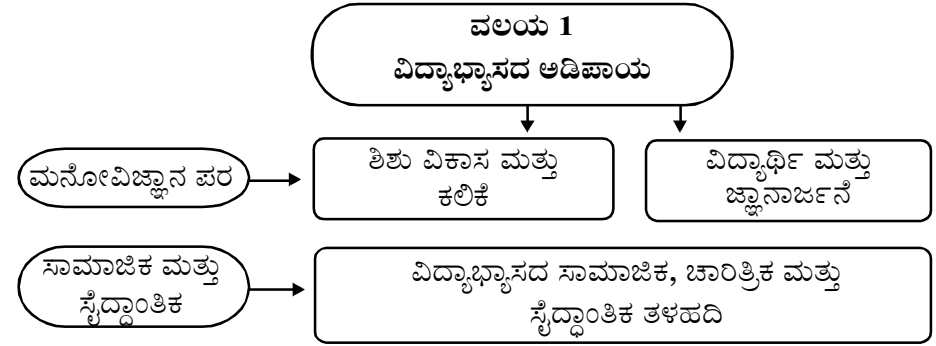 ವಲಯ 1
ವಿದ್ಯಾಭ್ಯಾಸದ ಅಡಿಪಾಯ
ಮನೋವಿಜ್ಞಾನ ಪರ
ಶಿಶು ವಿಕಾಸ ಮತ್ತು
ಕಲಿಕೆ
ವಿದ್ಯಾರ್ಥಿ ಮತ್ತು
ಜ್ಞಾನಾರ್ಜನೆ
ಸಾಮಾಜಿಕ ಮತ್ತು
ಸೈದ್ಧಾಂತಿಕ
ವಿದ್ಯಾಭ್ಯಾಸದ ಸಾಮಾಜಿಕ, ಚಾರಿತ್ರಿಕ ಮತ್ತು
ಸೈದ್ಧಾಂತಿಕ ತಳಹದಿ